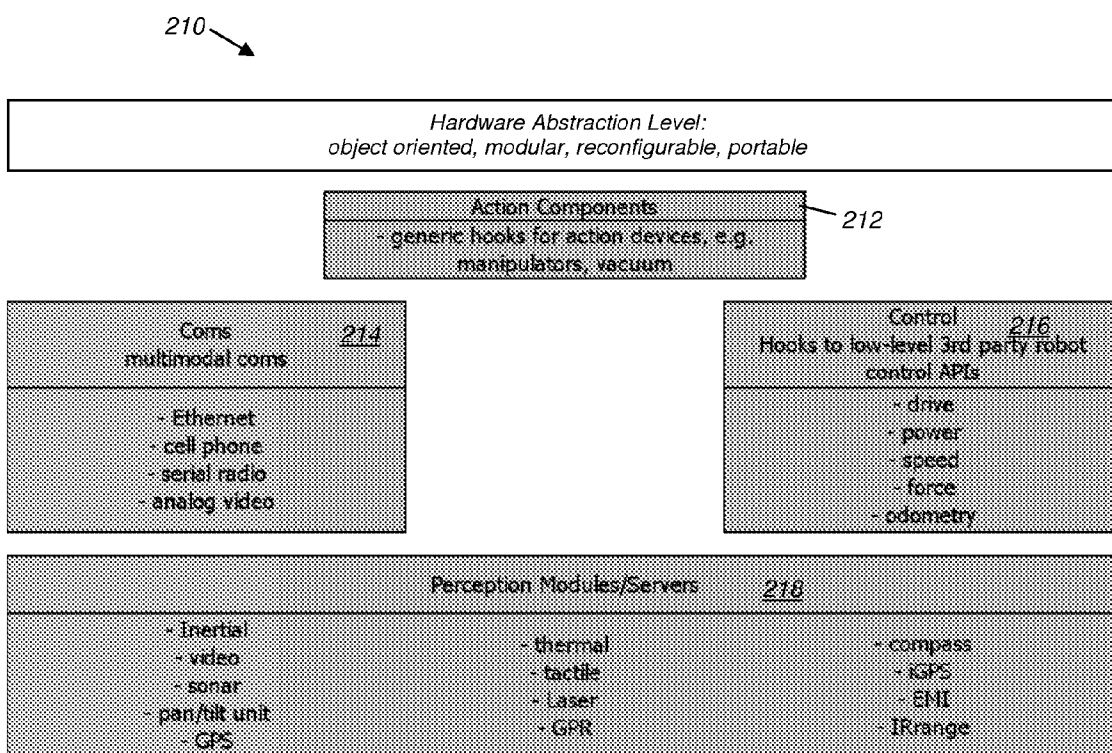 210
Hardware Abstraction Level:
object oriented, modular, reconfigurable, portable
Action Components
212
- generic hooks for action devices, e.g.
manipulators, vacuum
Coms
214
multimodal coms
- Ethernet
- cell phone
- serial radio
- analog video
Control
216
Hooks to low-level 3rd party robot
control APIs
- drive
- power
- speed
- force
- odometry
Perception Modules/Servers
218
- Inertial
- video
- sonar
- pan/tilt unit
- GPS
- thermal
- tactile
- Laser
- GPR
- compass
- iGPS
- EMI
- IRrange